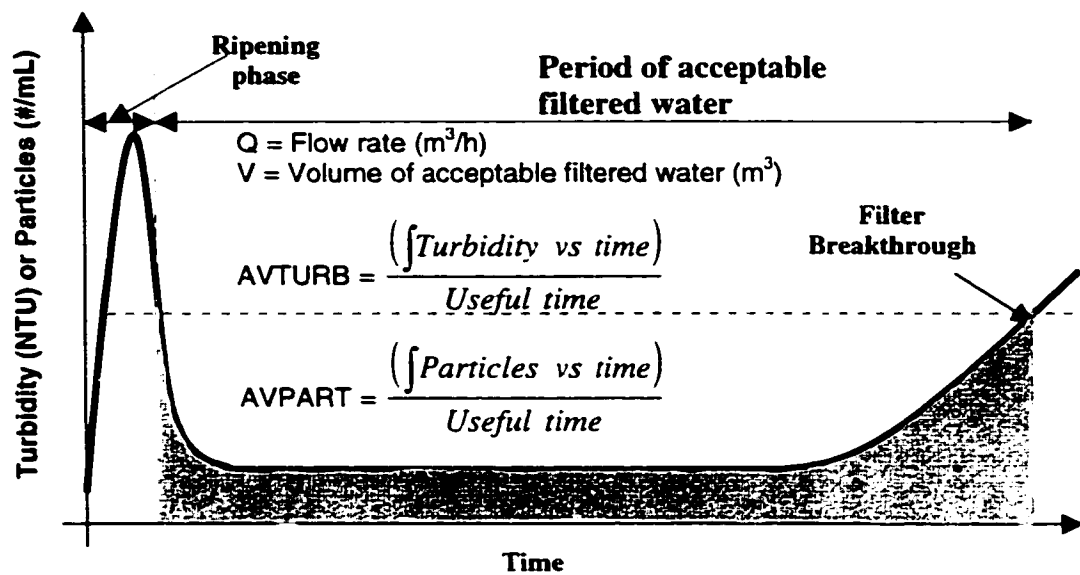 Ripening
phase
Period of acceptable
filtered water
Q = Flow rate (m³/h)
V = Volume of acceptable filtered water (m³)
Filter
Breakthrough
AVTURB = (∫Turbidity vs time)
Useful time
AVPART = (∫Particles vs time)
Useful time
Turbidity (NTU) or Particles (#/mL)
Time